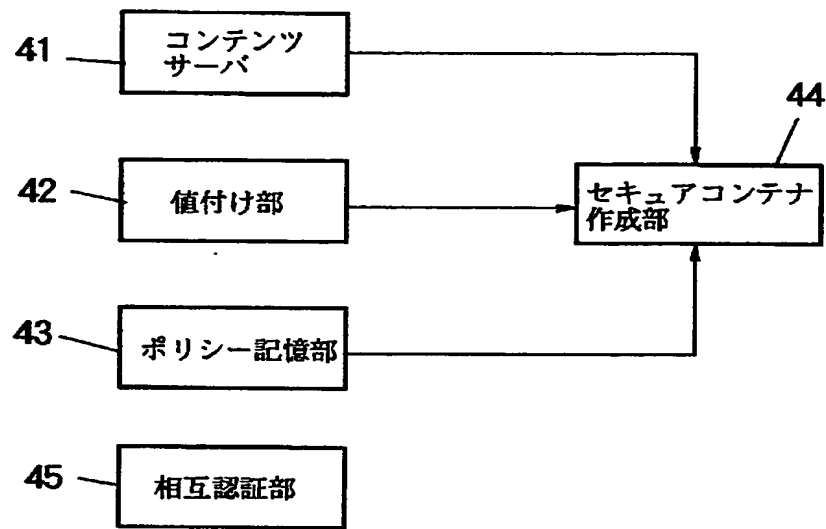 41
コンテンツ
サーバ
44
42
値付け部
セキュアコンテナ
作成部
43
ポリシー記憶部
45
相互認証部